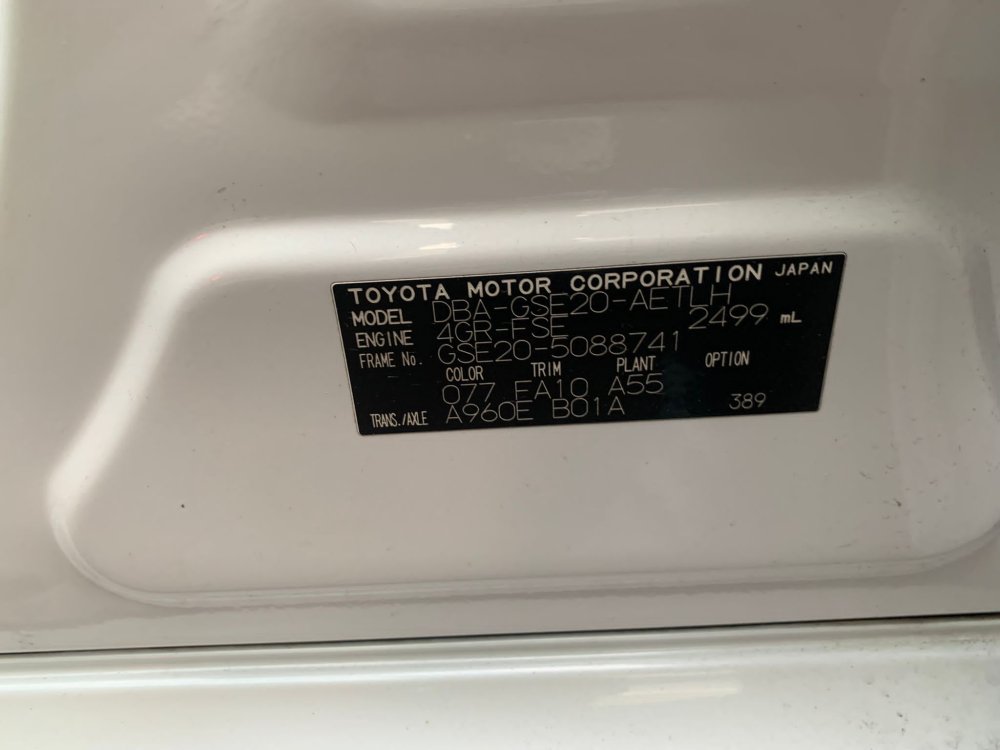 TOYOTA MOTOR CORPORATION JAPAN
MODEL DBA-GSE20-AETLH
ENGINE 4GR-FSE 2499 mL
FRAME No. GSE20-5088741
COLOR TRIM PLANT OPTION
077 FA10 A55
TRANS./AXLE A960E B01A 389